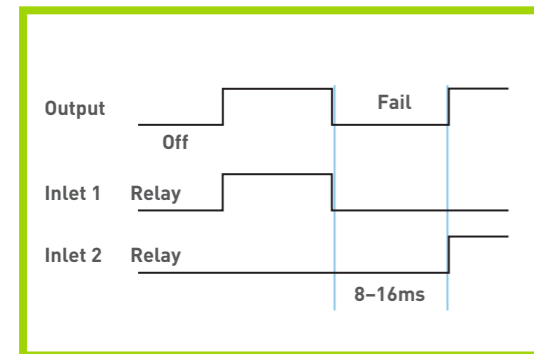 Output
Fail
Off
Inlet 1 Relay
Inlet 2 Relay
8–16ms